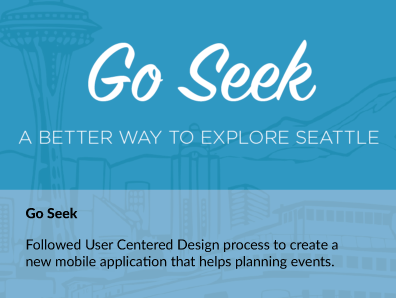 Go Seek
A BETTER WAY TO EXPLORE SEATTLE
Go Seek
Followed User Centered Design process to create a
new mobile application that helps planning events.